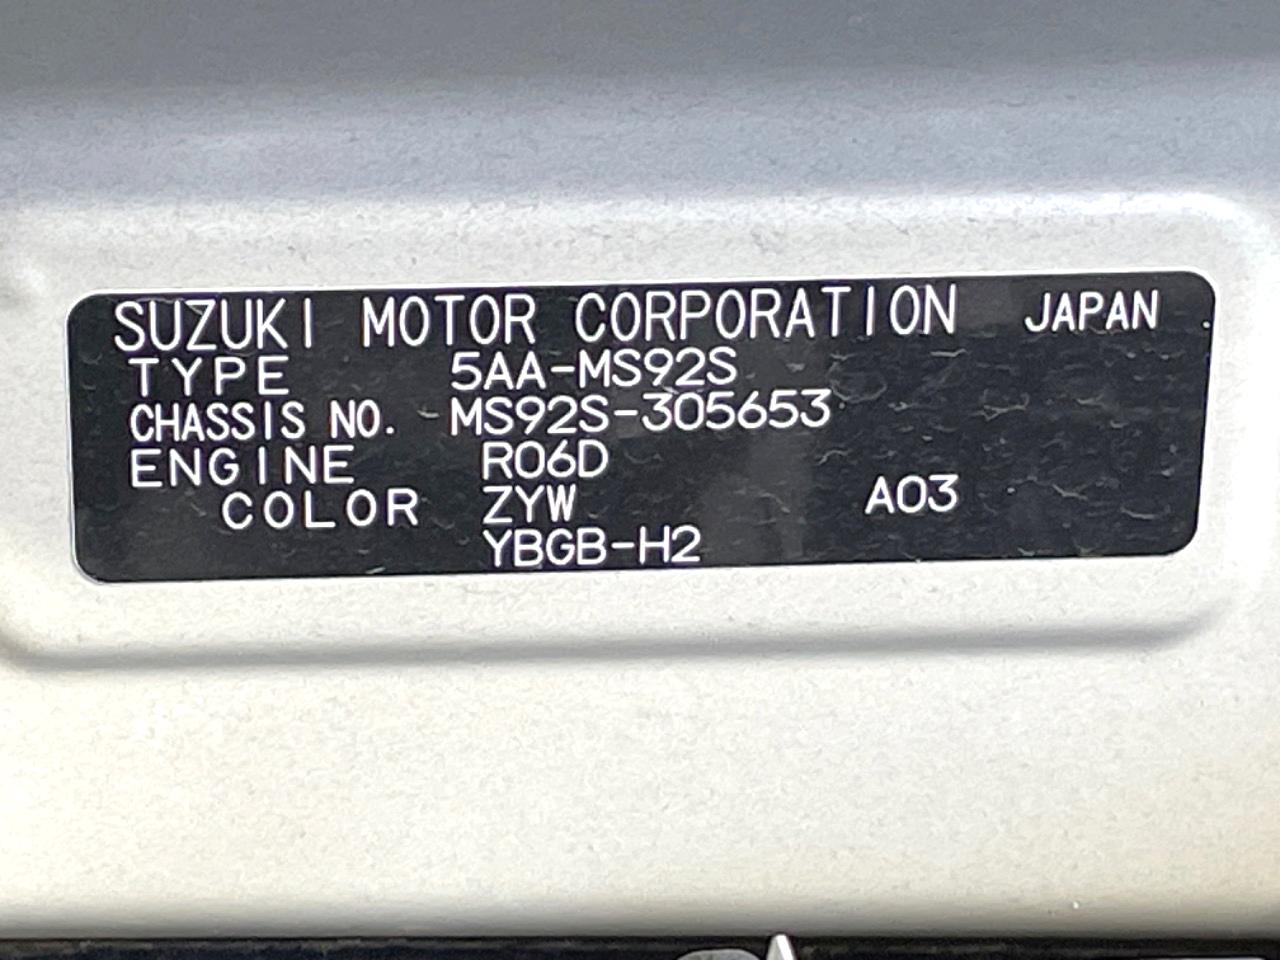 SUZUKI MOTOR CORPORATION JAPAN
TYPE 5AA-MS92S
CHASSIS NO. MS92S-305653
ENGINE R06D
COLOR ZYW A03
YBGB-H2